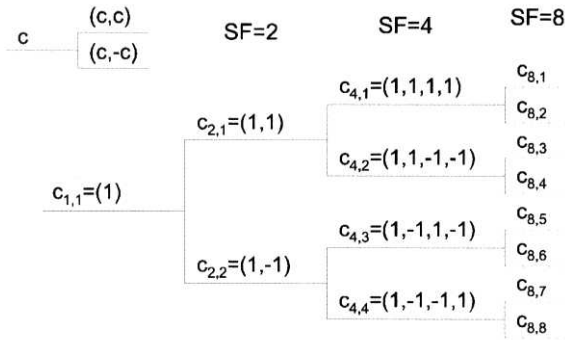 c
(c,c)
(c,-c)
SF=2
SF=4
SF=8
c1,1=(1)
c2,1=(1,1)
c2,2=(1,-1)
c4,1=(1,1,1,1)
c4,2=(1,1,-1,-1)
c4,3=(1,-1,1,-1)
c4,4=(1,-1,-1,1)
c8,1
c8,2
c8,3
c8,4
c8,5
c8,6
c8,7
c8,8